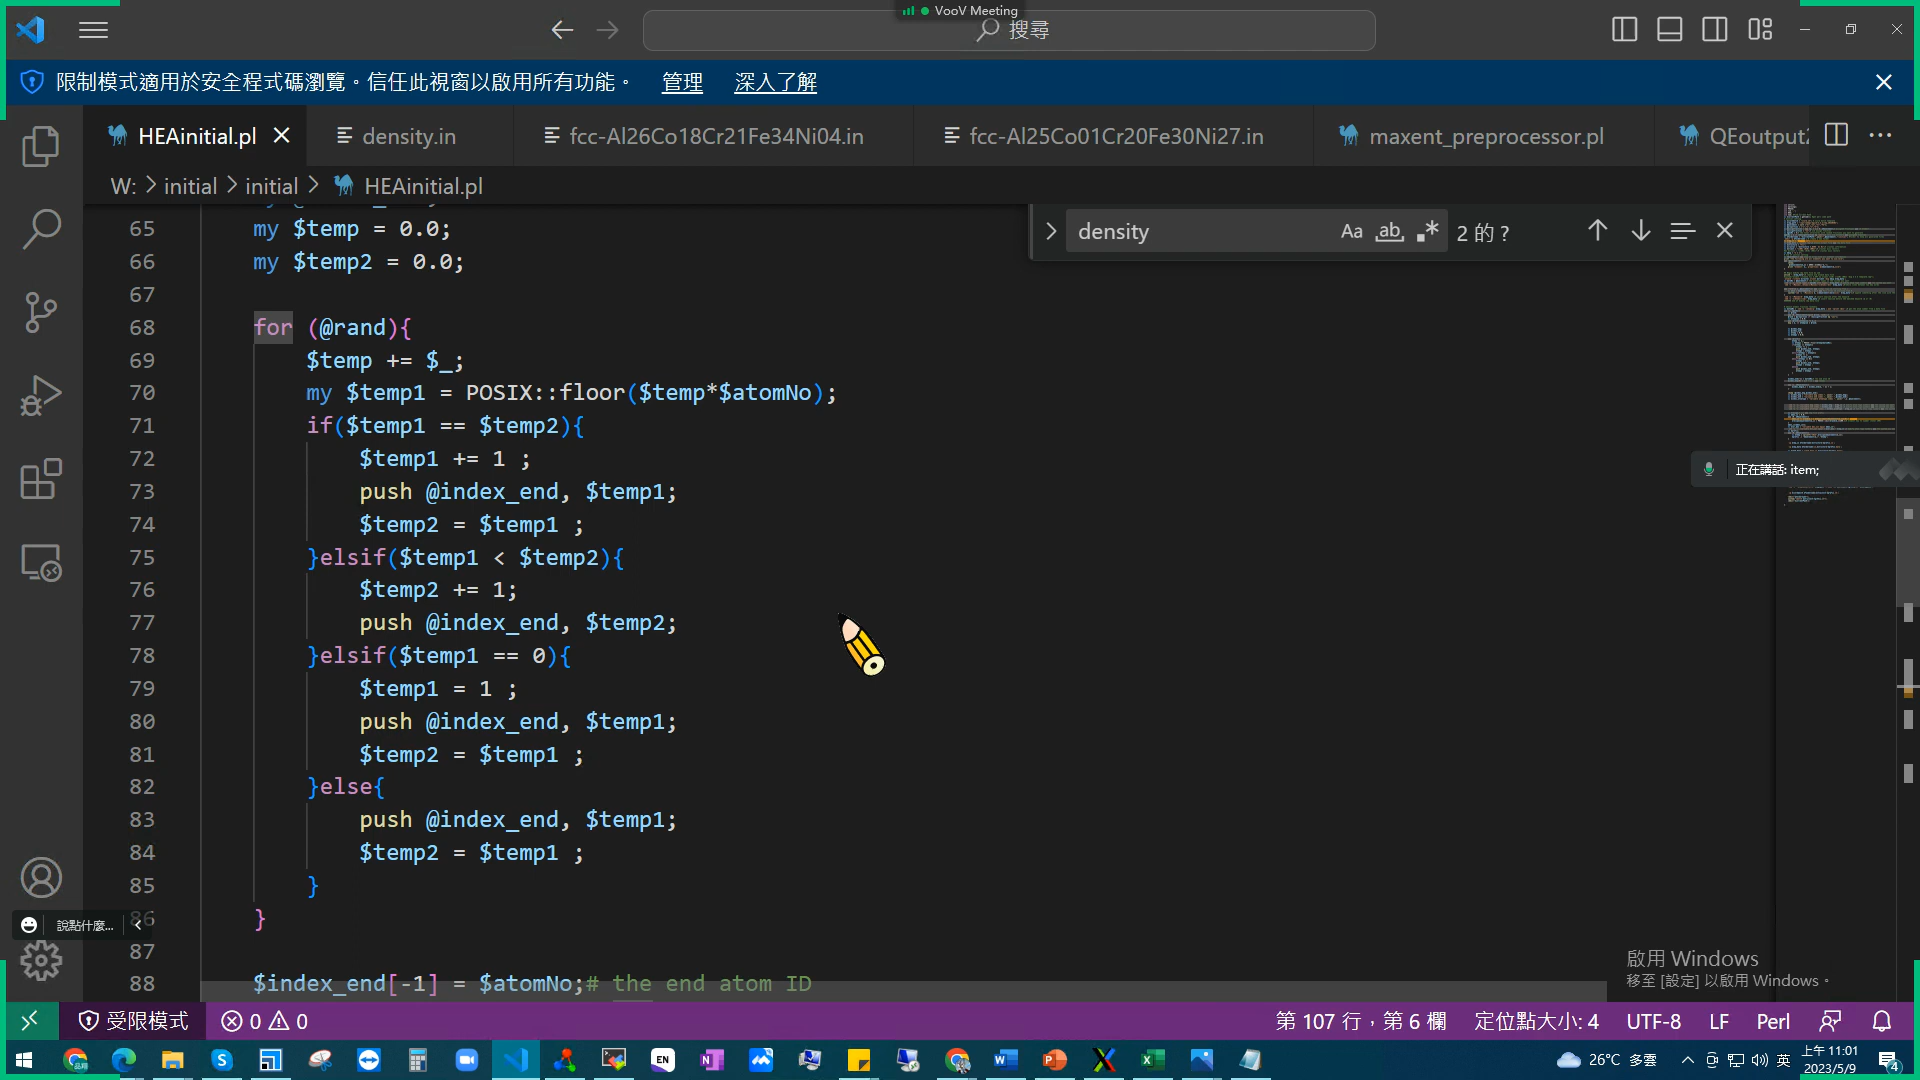 VooV Meeting
搜尋
限制模式適用於安全程式碼瀏覽。信任此視窗以啟用所有功能。 管理 深入了解
HEAinitial.pl density.in fcc-Al26Co18Cr21Fe34Ni04.in fcc-Al25Co01Cr20Fe30Ni27.in maxent_preprocessor.pl QEoutput2
W: > initial > initial > HEAinitial.pl
density Aa ab 2 的 ?
65 my $temp = 0.0;
66 my $temp2 = 0.0;
67
68 for (@rand){
69 $temp += $_;
70 my $temp1 = POSIX::floor($temp*$atomNo);
71 if($temp1 == $temp2){
72 $temp1 += 1 ;
73 push @index_end, $temp1;
74 $temp2 = $temp1 ;
75 }elsif($temp1 < $temp2){
76 $temp2 += 1;
77 push @index_end, $temp2;
78 }elsif($temp1 == 0){
79 $temp1 = 1 ;
80 push @index_end, $temp1;
81 $temp2 = $temp1 ;
82 }else{
83 push @index_end, $temp1;
84 $temp2 = $temp1 ;
85 }
86 }
87
88 $index_end[-1] = $atomNo;# the end atom ID
正在講話: item;
說點什麼...
啟用 Windows
移至 [設定] 以啟用 Windows。
受限模式 0 0 第 107 行，第 6 欄 定位點大小: 4 UTF-8 LF Perl
EN 26°C 多雲 英 上午 11:01
2023/5/9 4